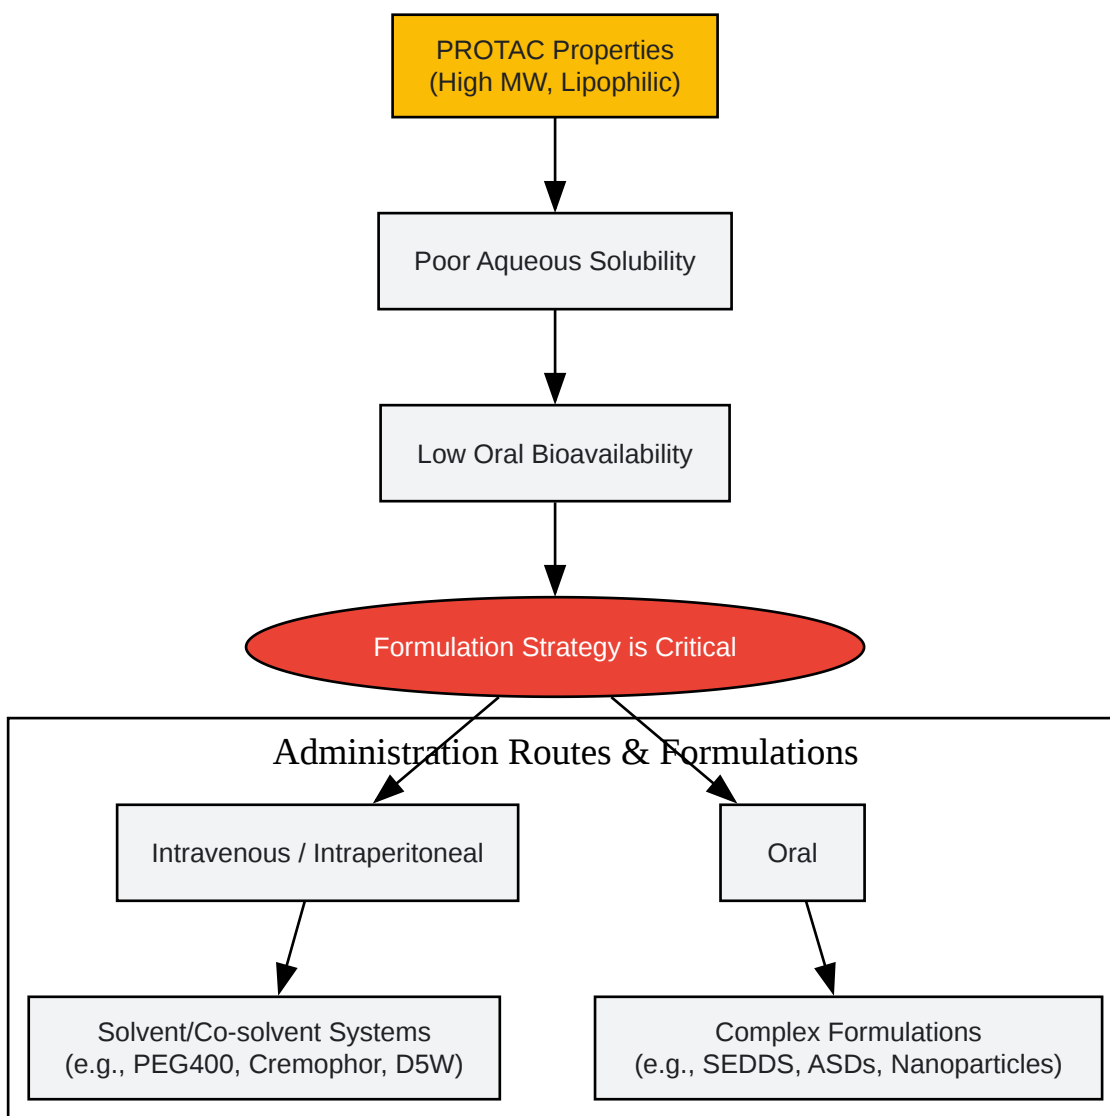 PROTAC Properties
(High MW, Lipophilic)
Poor Aqueous Solubility
Low Oral Bioavailability
Formulation Strategy is Critical
Administration Routes & Formulations
Intravenous / Intraperitoneal
Oral
Solvent/Co-solvent Systems
(e.g., PEG400, Cremophor, D5W)
Complex Formulations
(e.g., SEDDS, ASDs, Nanoparticles)